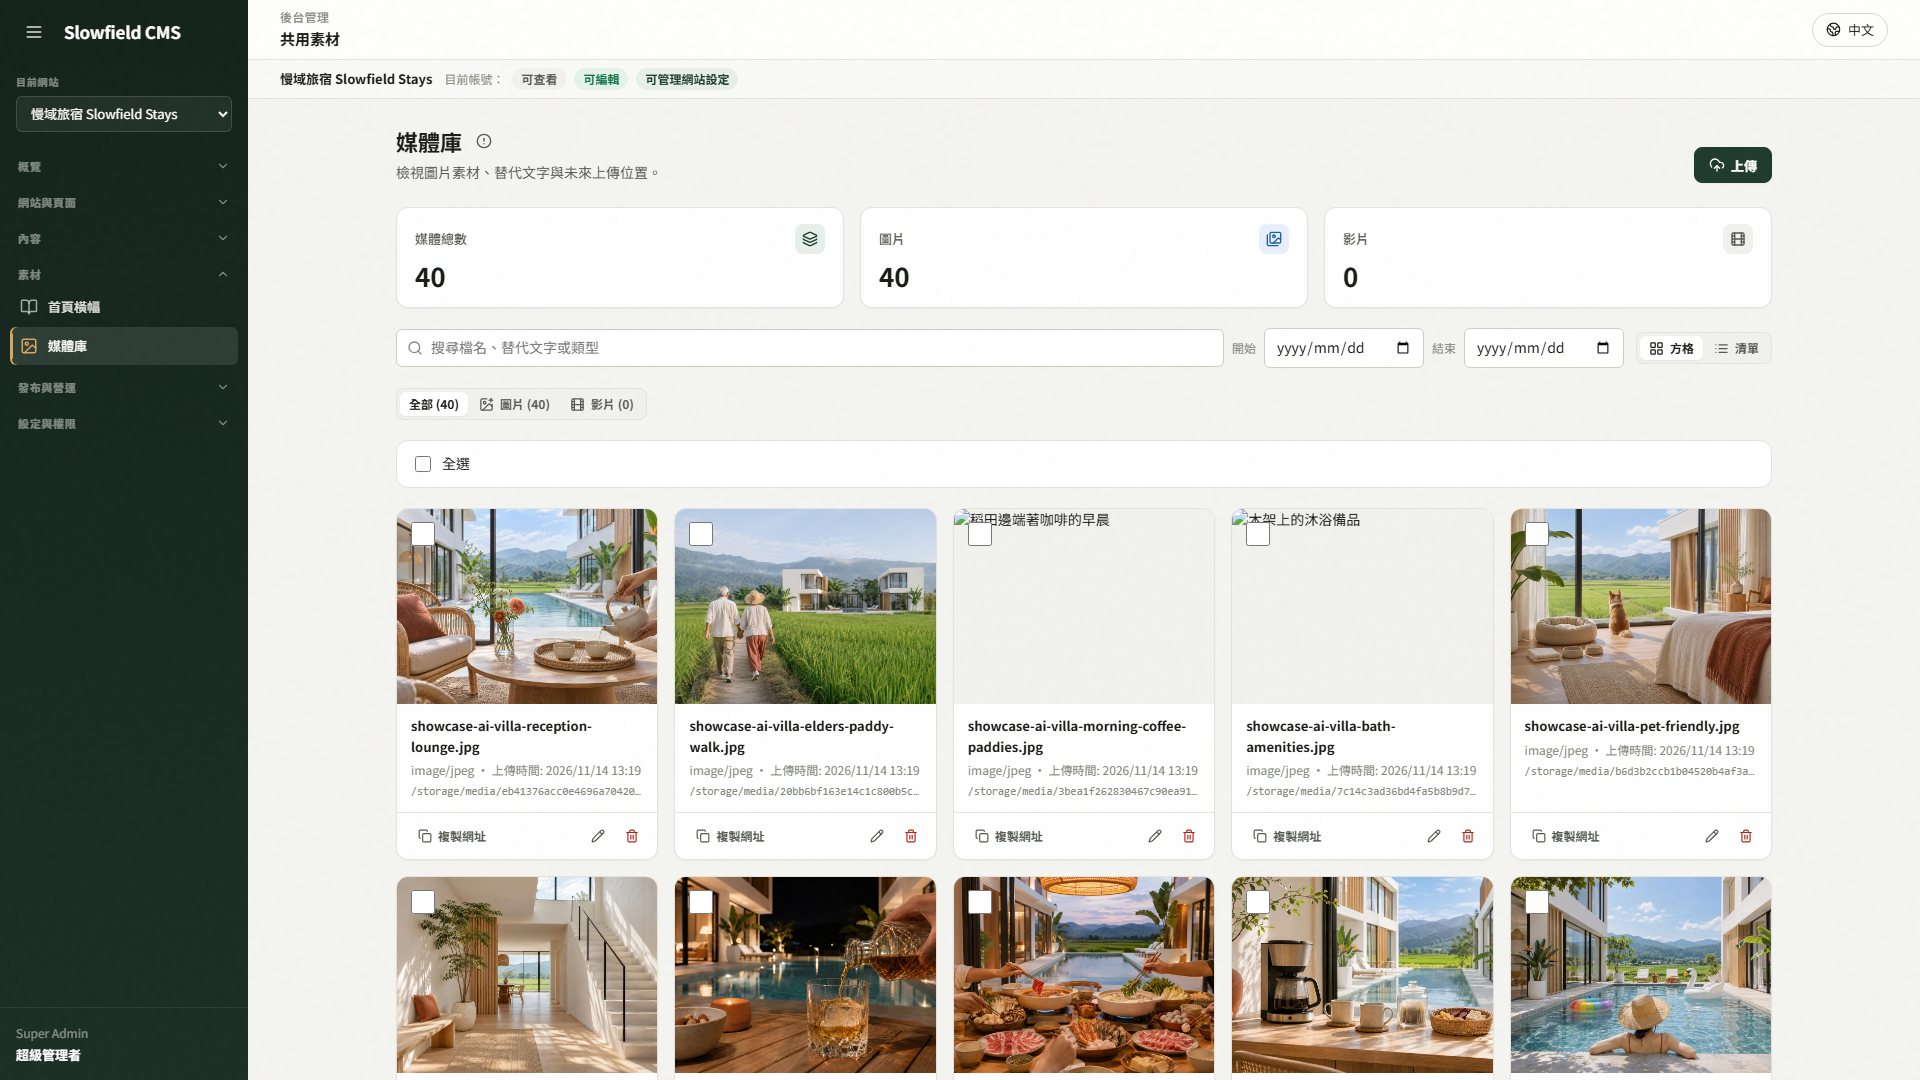 Slowfield CMS
目前網站
慢域旅宿 Slowfield Stays
概覽
網站與頁面
內容
素材
首頁橫幅
媒體庫
發布與營運
設定與權限
Super Admin
超級管理者
後台管理
共用素材
中文
慢域旅宿 Slowfield Stays 目前帳號： 可查看 可編輯 可管理網站設定
媒體庫
檢視圖片素材、替代文字與未來上傳位置。
上傳
媒體總數
40
圖片
40
影片
0
搜尋檔名、替代文字或類型
開始 yyyy/mm/dd 結束 yyyy/mm/dd 方格 清單
全部 (40) 圖片 (40) 影片 (0)
全選
showcase-ai-villa-reception-
lounge.jpg
image/jpeg • 上傳時間: 2026/11/14 13:19
/storage/media/eb41376acc0e4696a70420…
複製網址
showcase-ai-villa-elders-paddy-
walk.jpg
image/jpeg • 上傳時間: 2026/11/14 13:19
/storage/media/20bb6bf163e14c1c800b5c…
複製網址
稻田邊端著咖啡的早晨
showcase-ai-villa-morning-coffee-
paddies.jpg
image/jpeg • 上傳時間: 2026/11/14 13:19
/storage/media/3bea1f262830467c90ea91…
複製網址
木架上的沐浴備品
showcase-ai-villa-bath-
amenities.jpg
image/jpeg • 上傳時間: 2026/11/14 13:19
/storage/media/7c14c3ad36bd4fa5b8b9d7…
複製網址
showcase-ai-villa-pet-friendly.jpg
image/jpeg • 上傳時間: 2026/11/14 13:19
/storage/media/b6d3b2ccb1b04520b4af3a…
複製網址